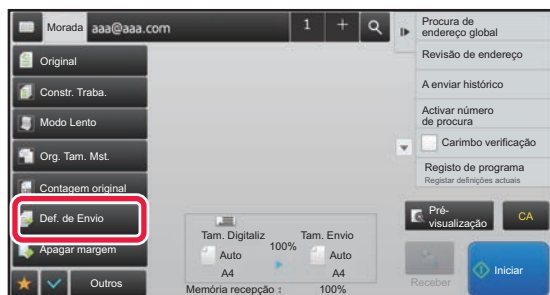 Morada aaa@aaa.com 1 +
Original
Constr. Traba.
Modo Lento
Org. Tam. Mst.
Contagem original
Def. de Envio
Apagar margem
Outros
Tam. Digitaliz
100%
Tam. Envio
Auto
A4
Auto
A4
Memória recepção : 100%
Procura de
endereço global
Revisão de endereço
A enviar histórico
Activar número
de procura
Carimbo verificação
Registo de programa
Registar definições actuais
Pré-
visualização
CA
Receber
Iniciar